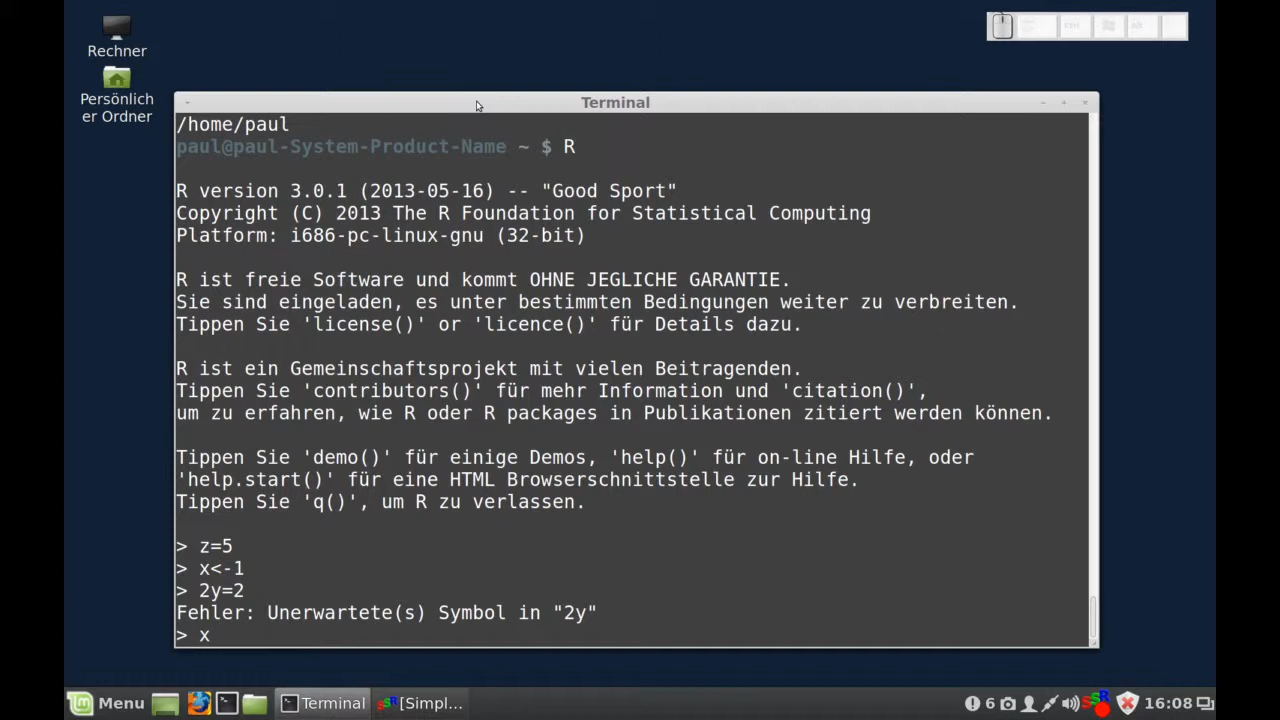 Rechner
Persönlich
er Ordner
Terminal
/home/paul
paul@paul-System-Product-Name ~ $ R
R version 3.0.1 (2013-05-16) -- "Good Sport"
Copyright (C) 2013 The R Foundation for Statistical Computing
Platform: i686-pc-linux-gnu (32-bit)
R ist freie Software und kommt OHNE JEGLICHE GARANTIE.
Sie sind eingeladen, es unter bestimmten Bedingungen weiter zu verbreiten.
Tippen Sie 'license()' or 'licence()' für Details dazu.
R ist ein Gemeinschaftsprojekt mit vielen Beitragenden.
Tippen Sie 'contributors()' für mehr Information und 'citation()',
um zu erfahren, wie R oder R packages in Publikationen zitiert werden können.
Tippen Sie 'demo()' für einige Demos, 'help()' für on-line Hilfe, oder
'help.start()' für eine HTML Browserschnittstelle zur Hilfe.
Tippen Sie 'q()', um R zu verlassen.
> z=5
> x<-1
> 2y=2
Fehler: Unerwartete(s) Symbol in "2y"
> x
Menu
Terminal
[Simpl...
6
SSR
16:08